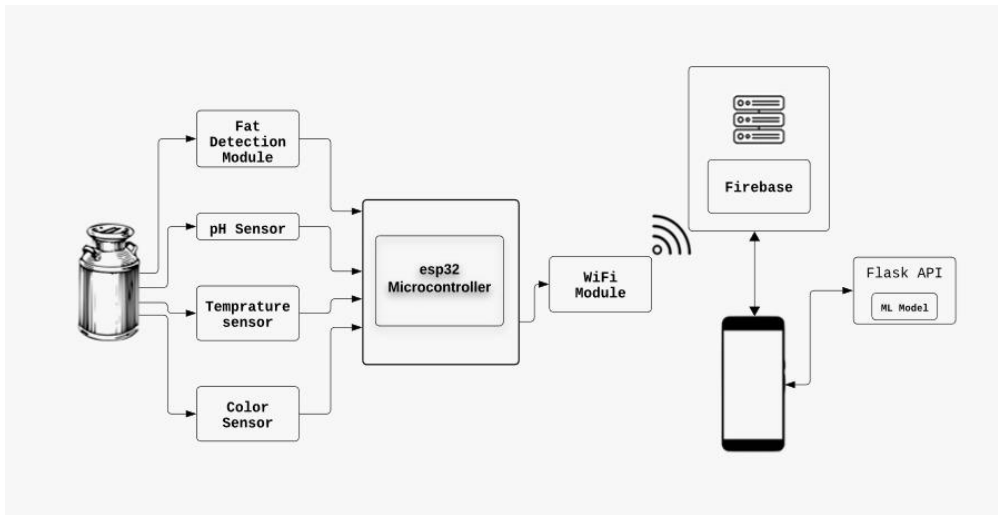 Fat
Detection
Module
pH Sensor
Temprature
sensor
Color
Sensor
esp32
Microcontroller
WiFi
Module
Firebase
Flask API
ML Model